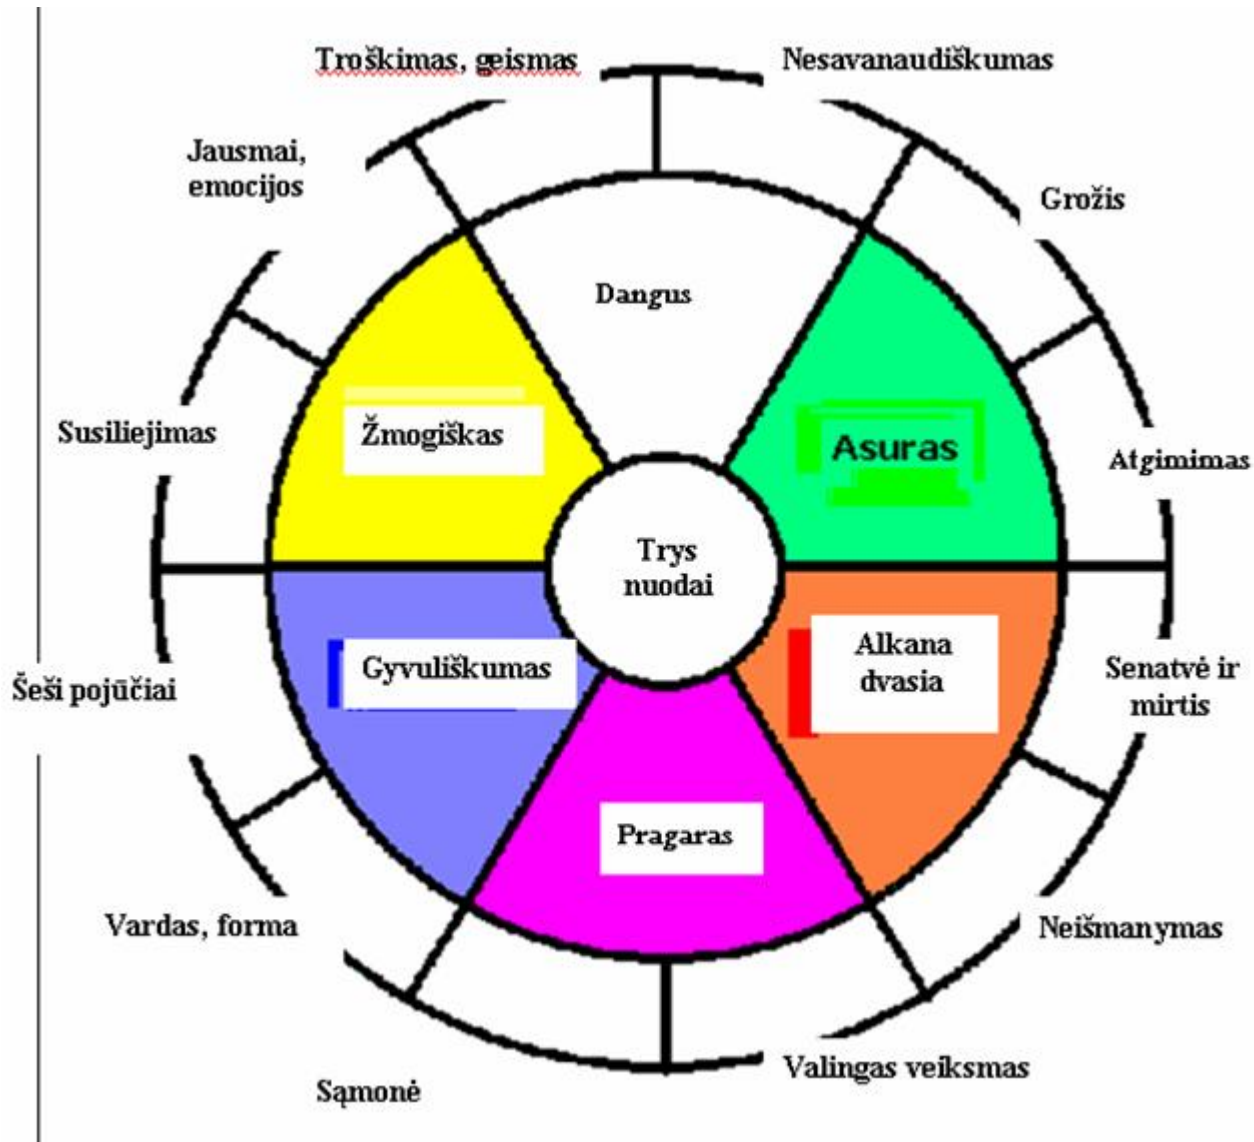 Troškimas, geismas
Nesavanaudiškumas
Jausmai,
emocijos
Grožis
Dangus
Susiliejimas
Žmogiškas
Asuras
Atgimimas
Trys
nuodai
Šeši pojūčiai
Gyvuliškumas
Alkana
dvasia
Senatvė ir
mirtis
Pragaras
Vardas, forma
Neišmanymas
Sąmonė
Valingas veiksmas